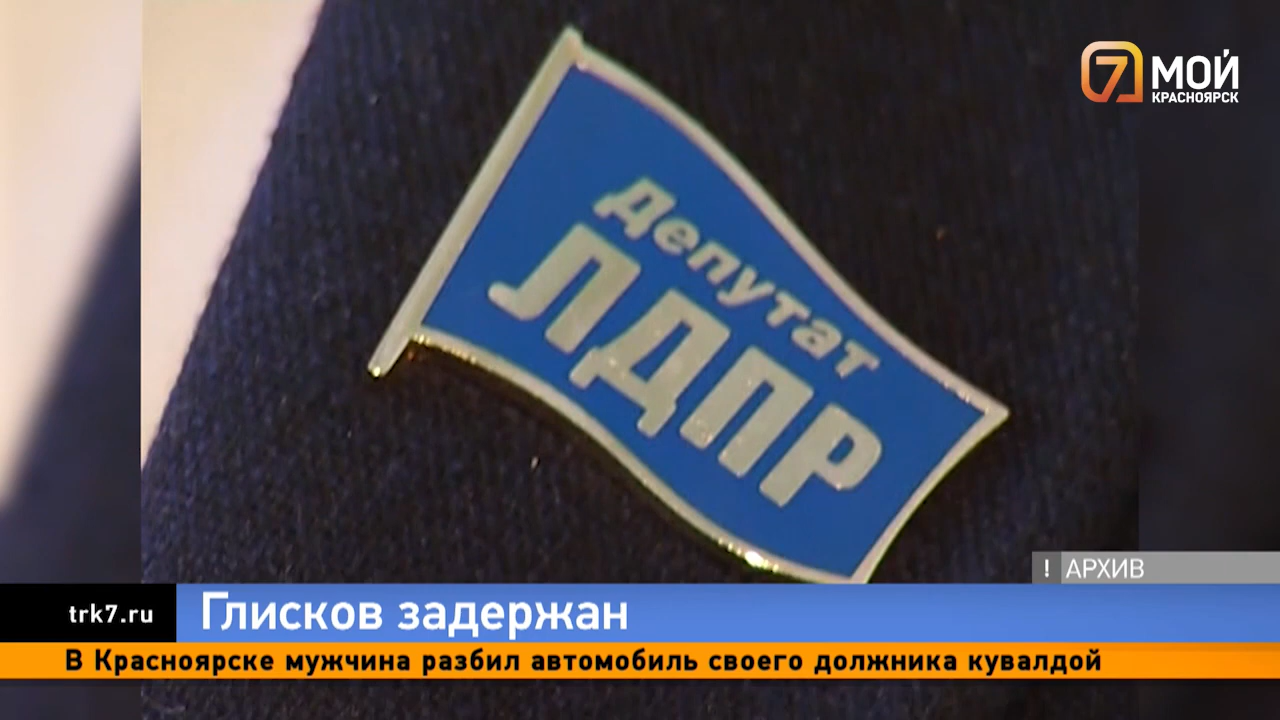 7 МОЙ
КРАСНОЯРСК
Депутат
ЛДПР
! АРХИВ
trk7.ru
Глисков задержан
В Красноярске мужчина разбил автомобиль своего должника кувалдой